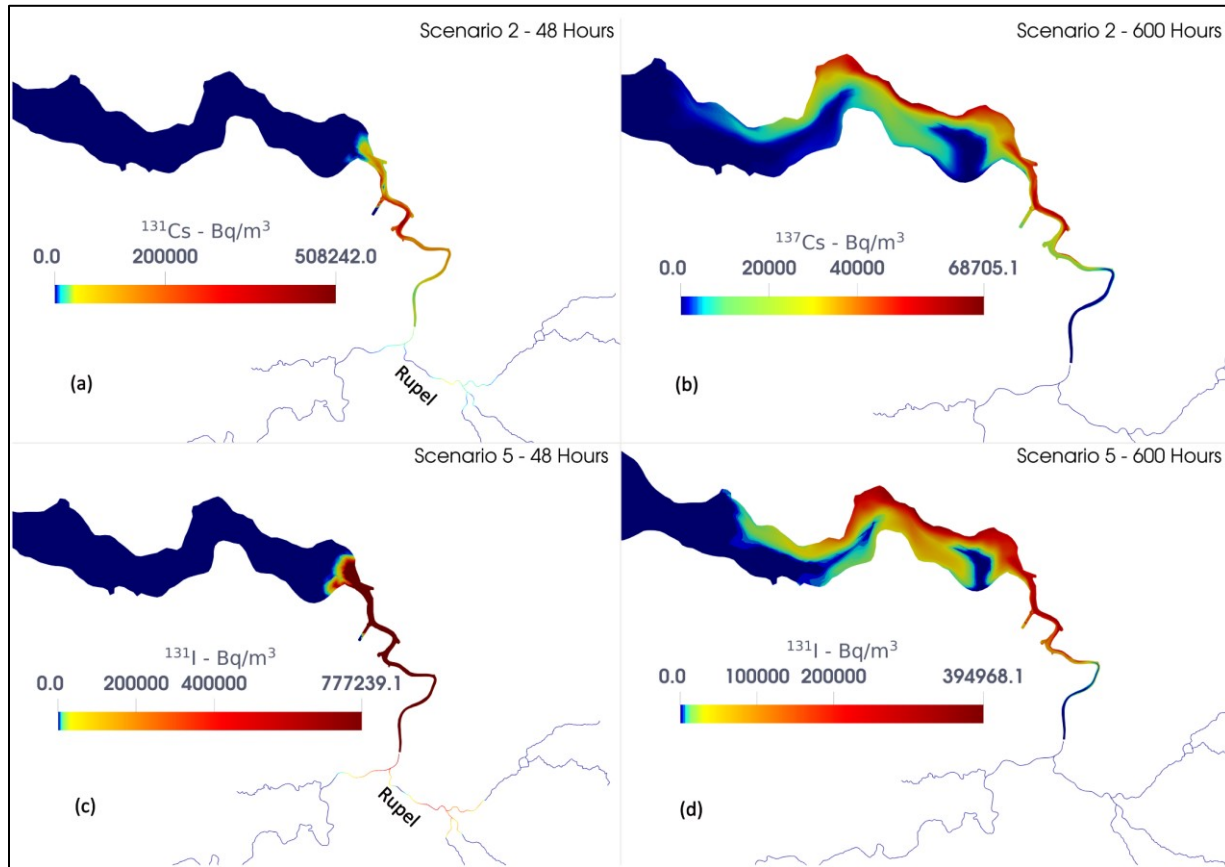 Scenario 2 - 48 Hours
¹³¹Cs - Bq/m³
0.0 200000 508242.0
(a)
Rupel
Scenario 2 - 600 Hours
¹³⁷Cs - Bq/m³
0.0 20000 40000 68705.1
(b)
Scenario 5 - 48 Hours
¹³¹I - Bq/m³
0.0 200000 400000 777239.1
(c)
Rupel
Scenario 5 - 600 Hours
¹³¹I - Bq/m³
0.0 100000 200000 394968.1
(d)